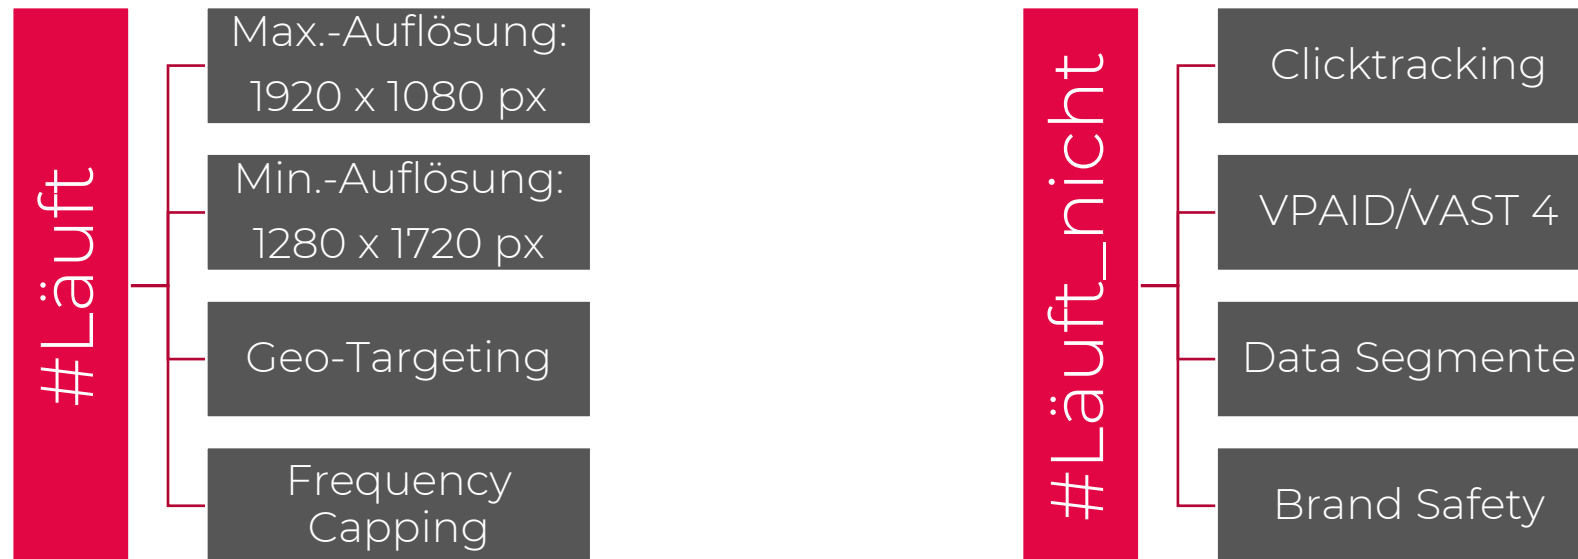 #Läuft
Max.-Auflösung:
1920 x 1080 px
Min.-Auflösung:
1280 x 1720 px
Geo-Targeting
Frequency
Capping
#Läuft_nicht
Clicktracking
VPAID/VAST 4
Data Segmente
Brand Safety